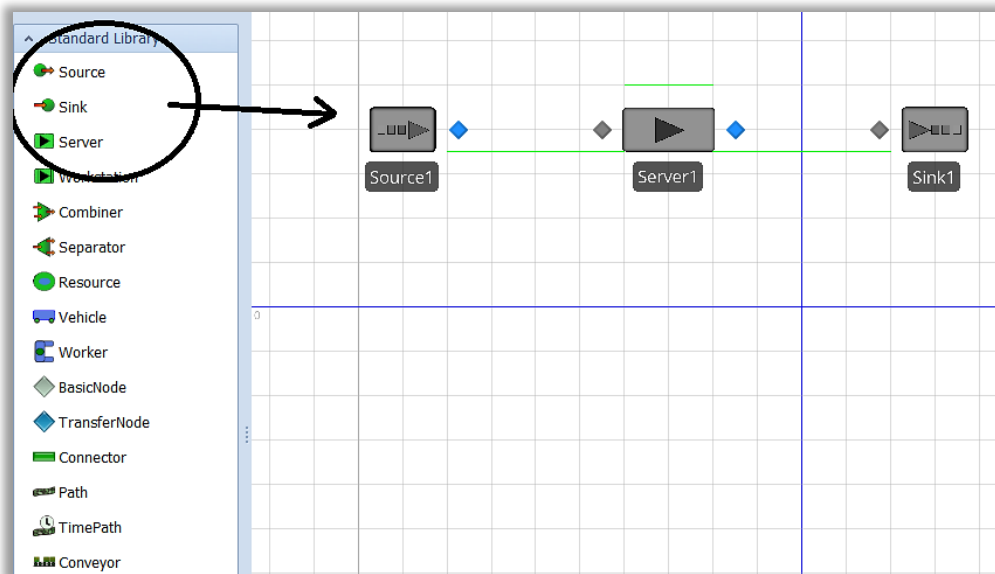 Standard Library
Source
Sink
Server
Workstation
Combiner
Separator
Resource
Vehicle
Worker
BasicNode
TransferNode
Connector
Path
TimePath
Conveyor
Source1
Server1
Sink1
0